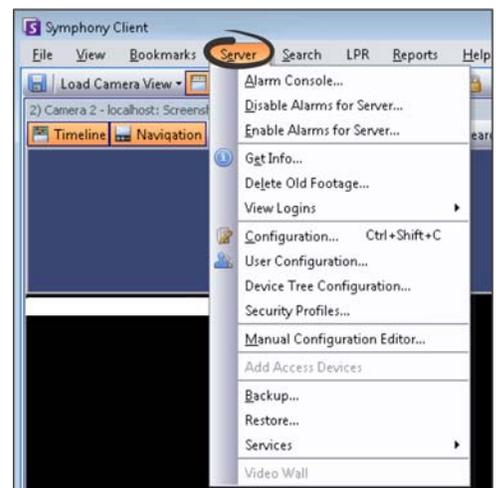 Symphony Client
File View Bookmarks Server Search LPR Reports Help
Load Camera View
2) Camera 2 - localhost: Screens
Timeline Navigation
Alarm Console...
Disable Alarms for Server...
Enable Alarms for Server...
Get Info...
Delete Old Footage...
View Logins
Configuration... Ctrl+Shift+C
User Configuration...
Device Tree Configuration...
Security Profiles...
Manual Configuration Editor...
Add Access Devices
Backup...
Restore...
Services
Video Wall